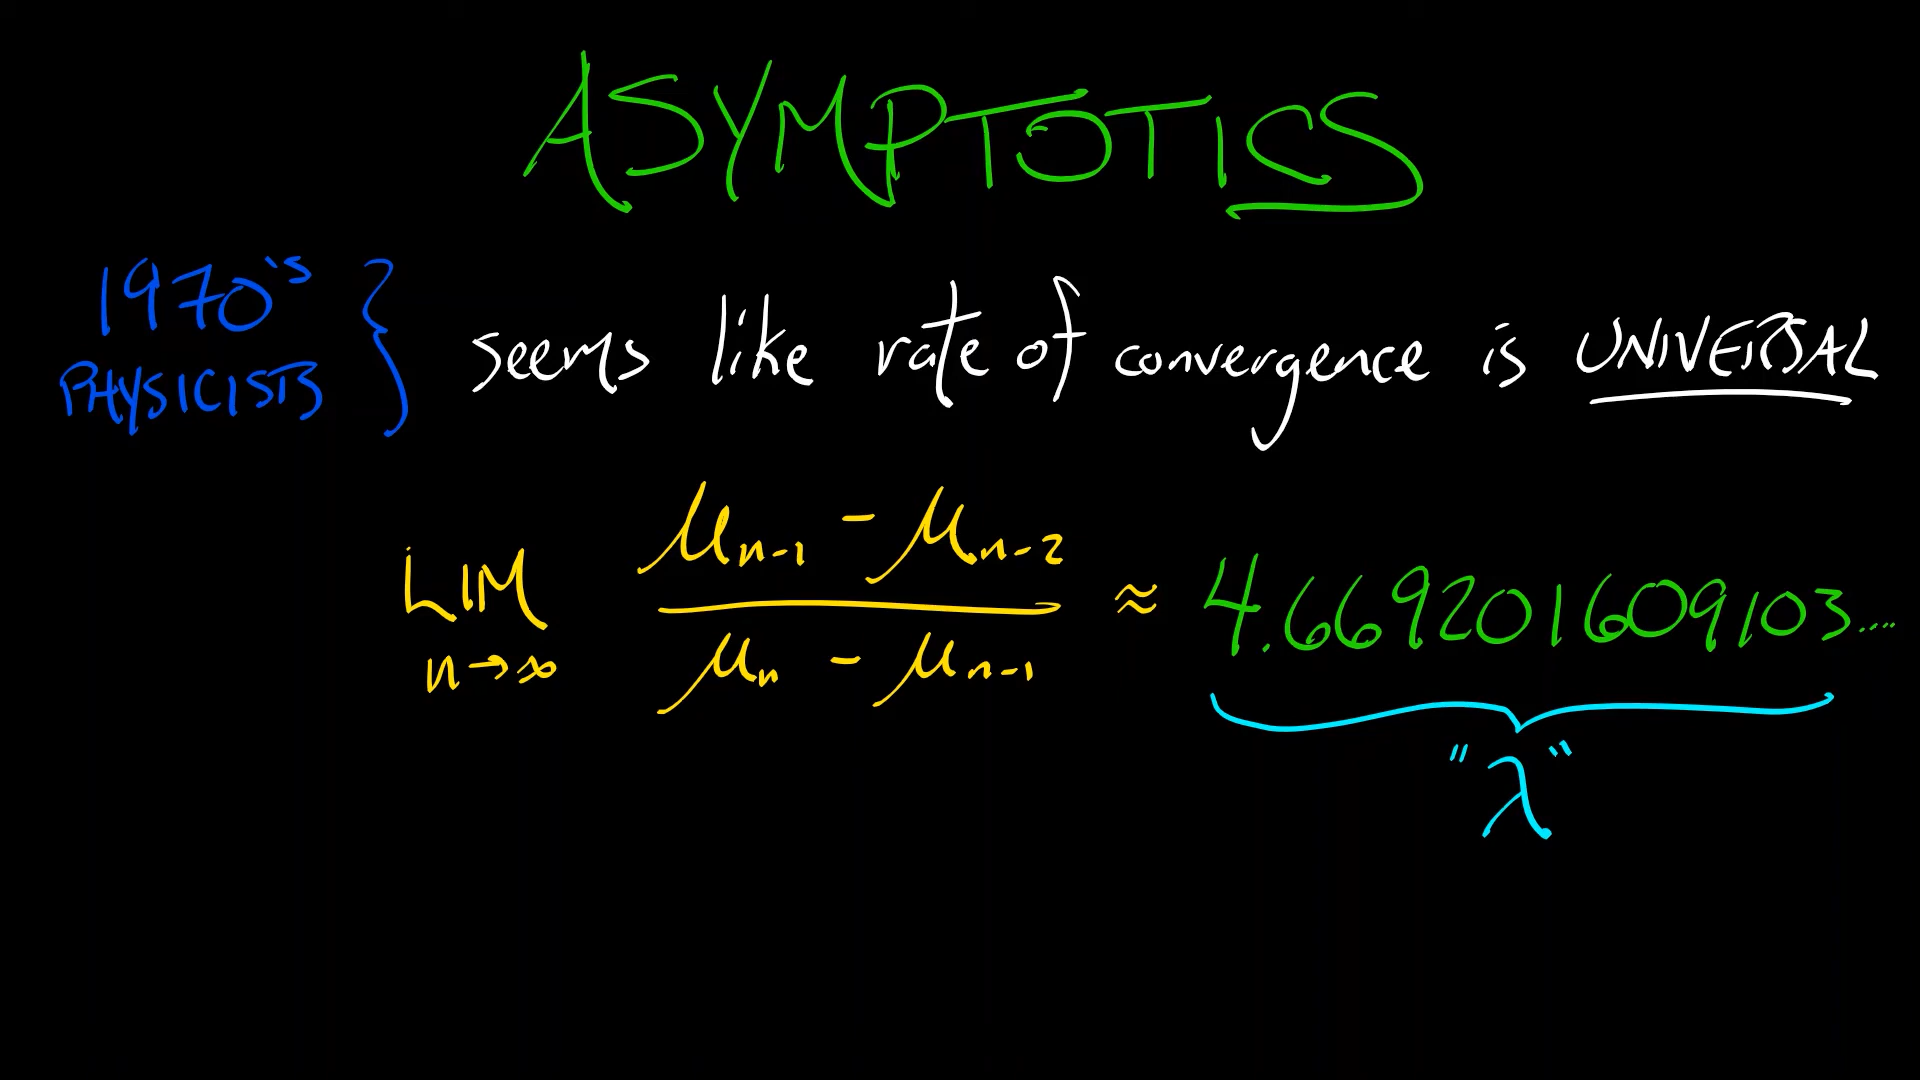 ASYMPTOTICS
1970's
PHYSICISTS
seems like rate of convergence is UNIVERSAL
LIM n→∞ (μn-1 - μn-2) / (μn - μn-1) ≈ 4.669201609103....
"λ"